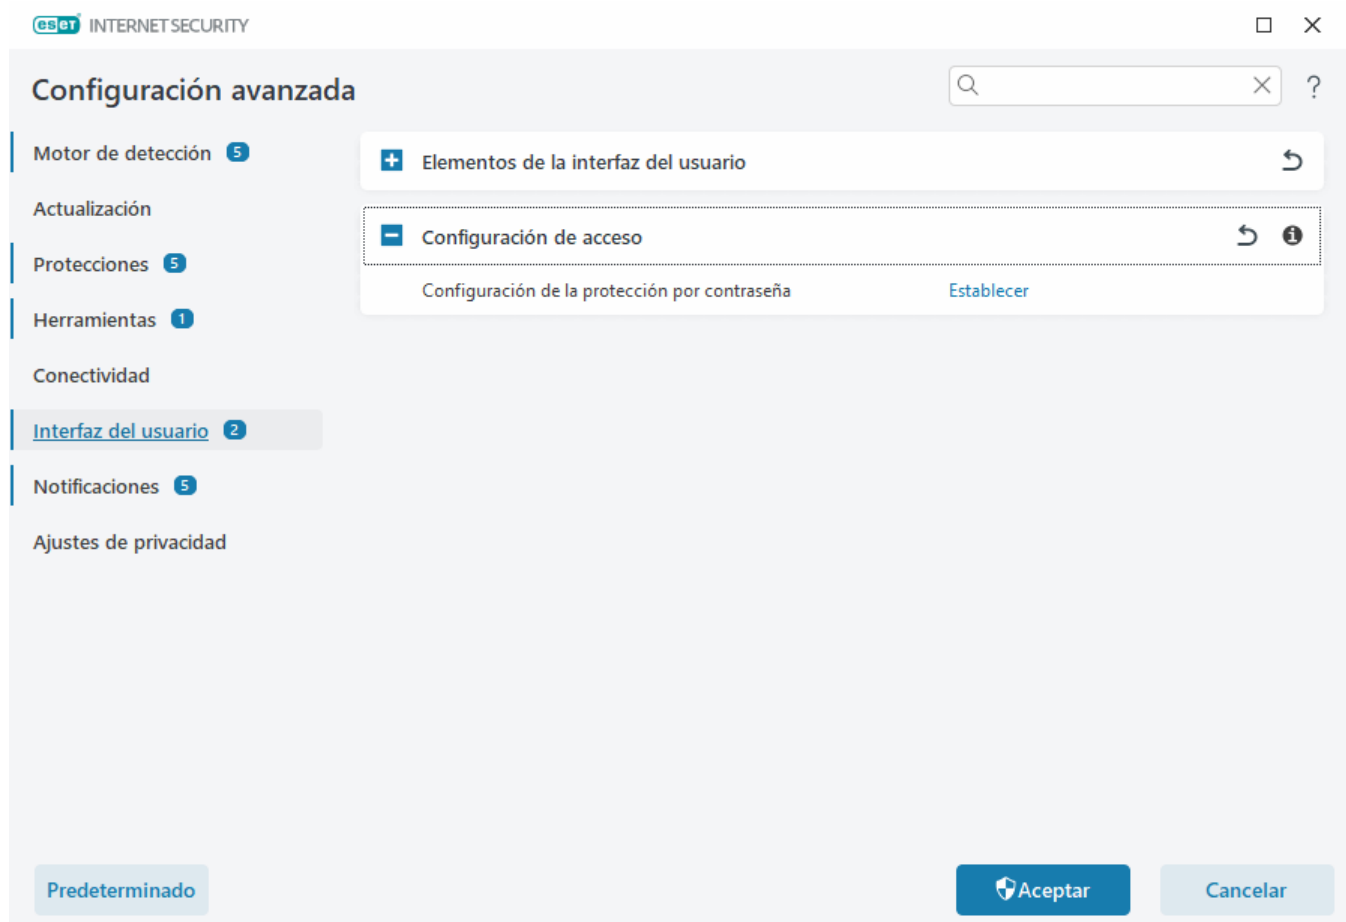 eset INTERNET SECURITY
Configuración avanzada
?
Motor de detección 5
Actualización
Protecciones 5
Herramientas 1
Conectividad
Interfaz del usuario 2
Notificaciones 5
Ajustes de privacidad
Elementos de la interfaz del usuario
Configuración de acceso
Configuración de la protección por contraseña Establecer
Predeterminado
Aceptar
Cancelar